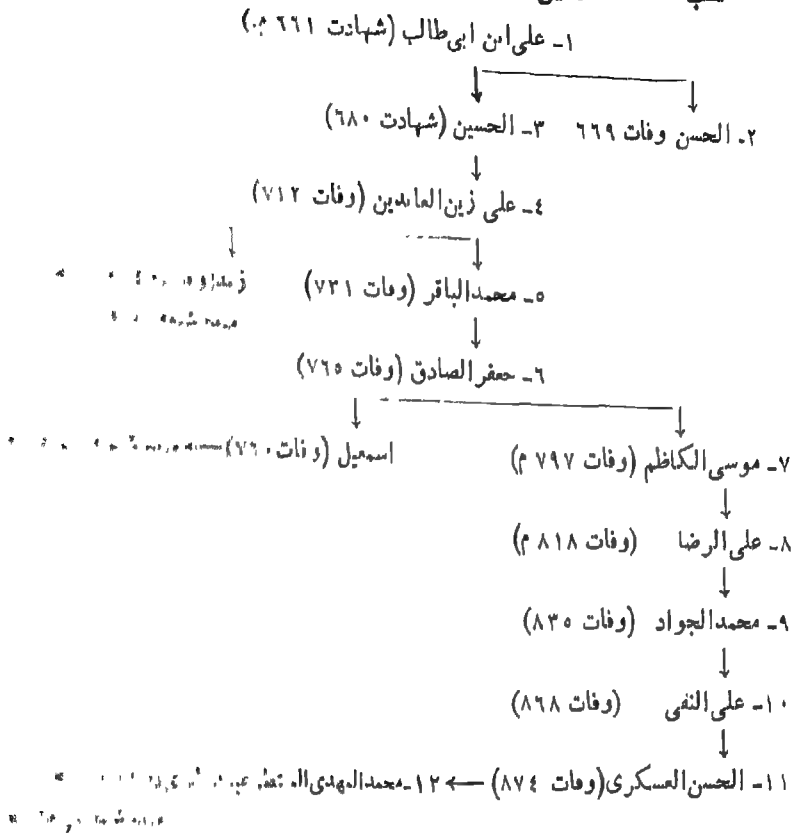 ۱- علی ابن ابی طالب (شہادت ۶۶۱ م)
۲- الحسن وفات ۶۶۹ ۳- الحسین (شہادت ۶۸۰)
۴- علی زین العابدین (وفات ۷۱۲)
۵- محمد الباقر (وفات ۷۳۱)
۶- جعفر الصادق (وفات ۷۶۵)
۷- موسی الکاظم (وفات ۷۹۷ م) اسمعیل (وفات ۷۶۰)
۸- علی الرضا (وفات ۸۱۸ م)
۹- محمد الجواد (وفات ۸۳۵)
۱۰- علی النقی (وفات ۸۶۸)
۱۱- الحسن العسکری (وفات ۸۷۴) ۱۲- محمد المهدی